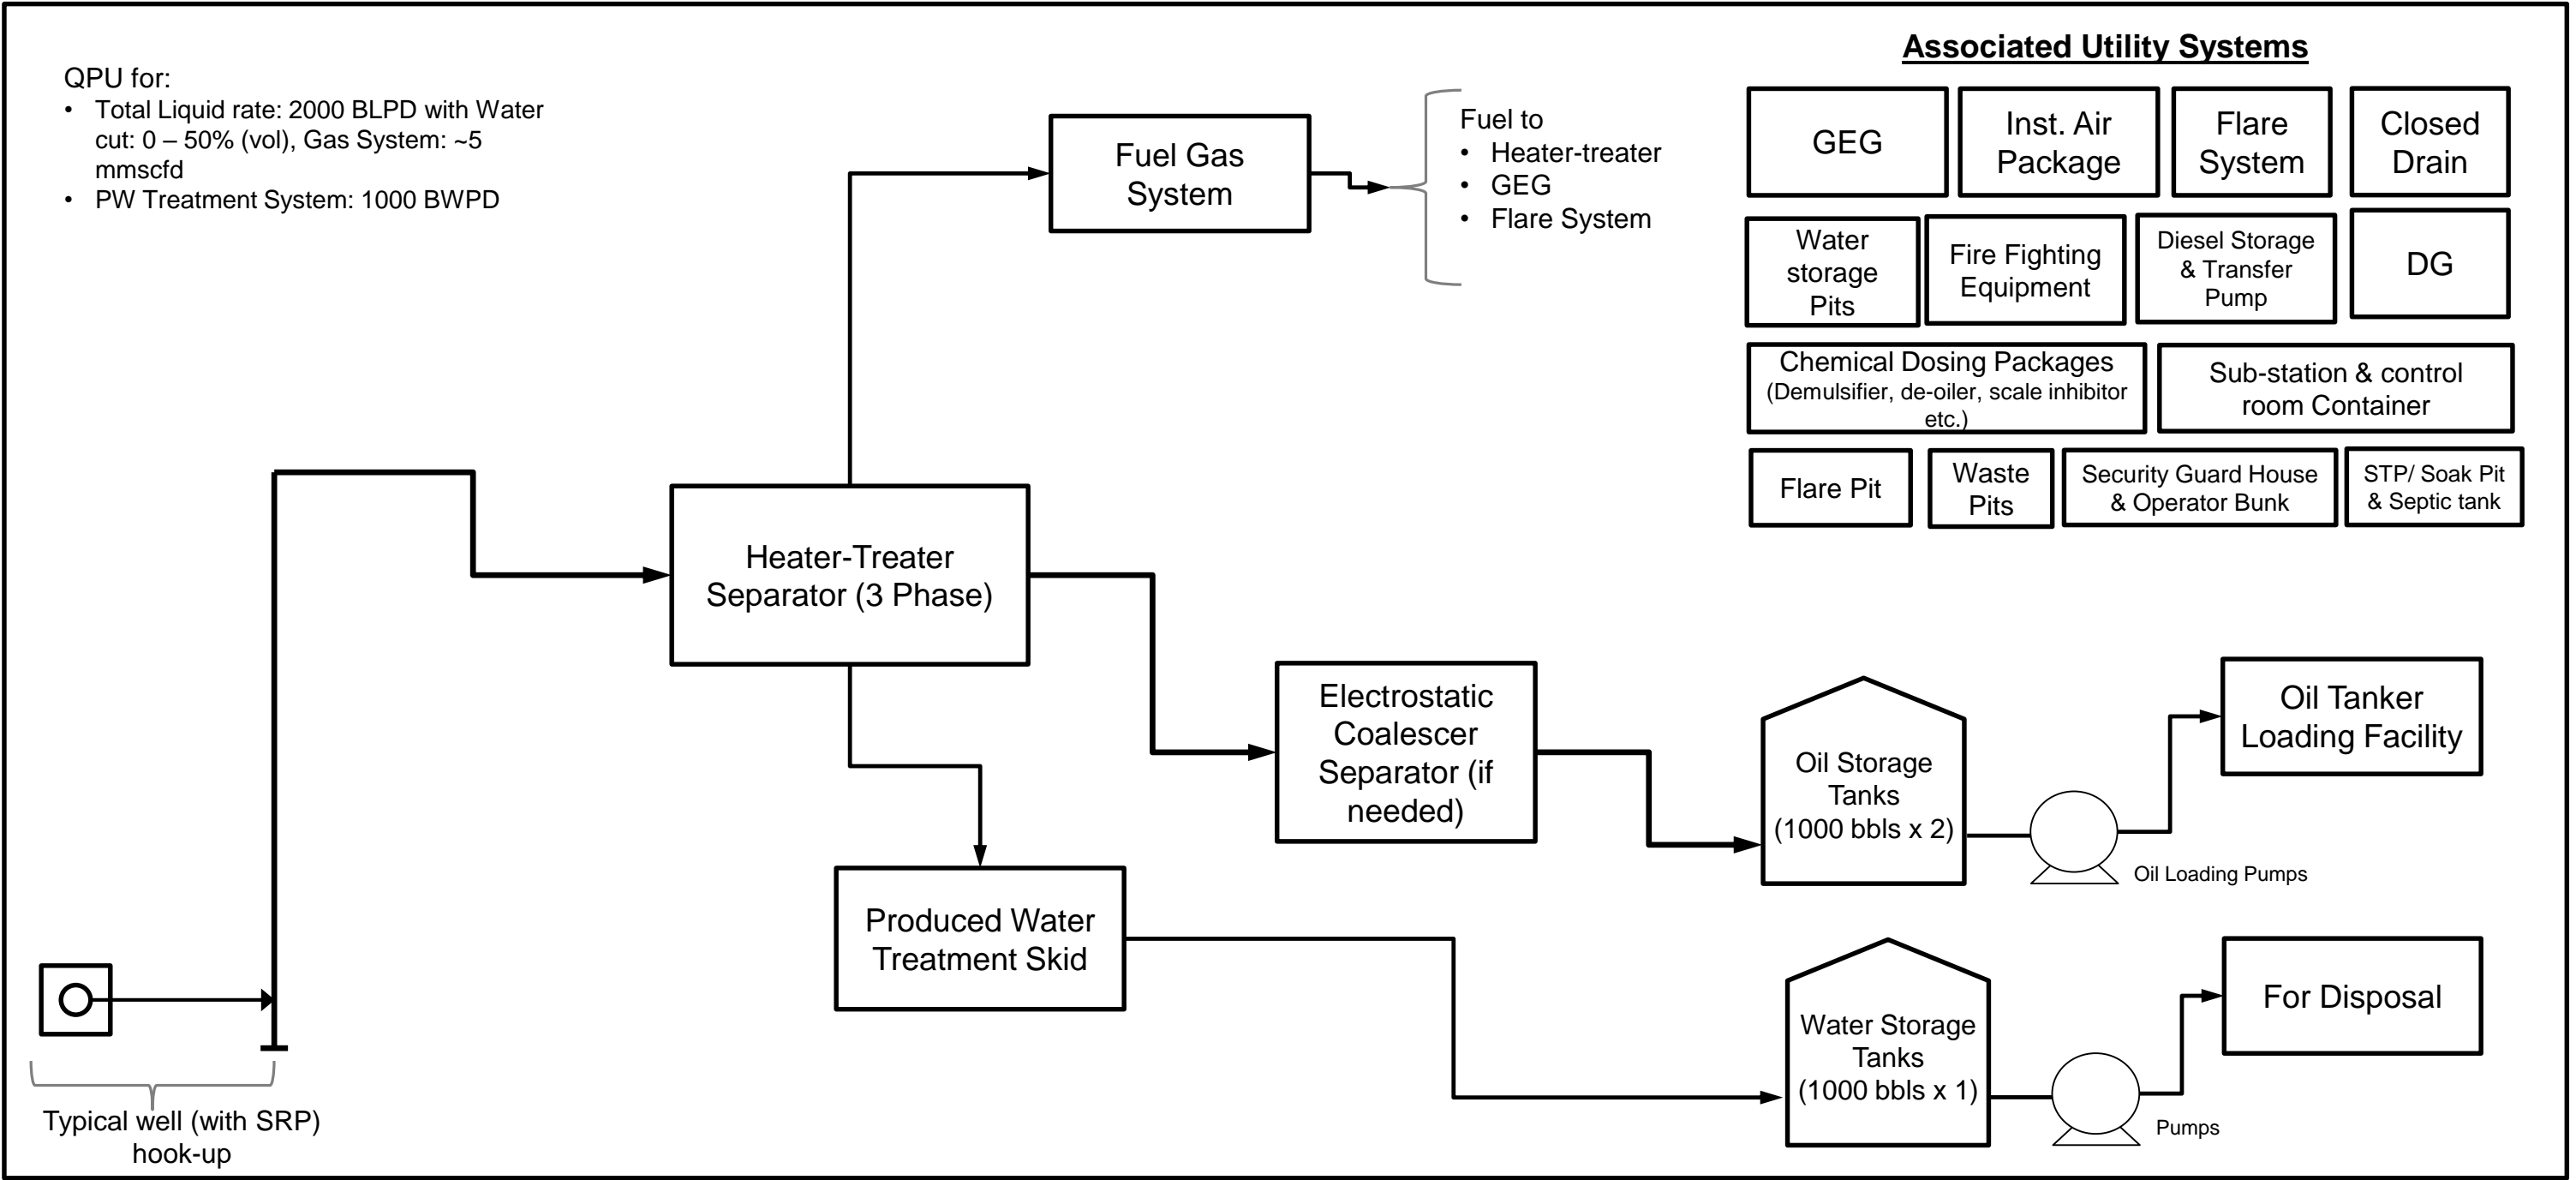 QPU for:
• Total Liquid rate: 2000 BLPD with Water
cut: 0 – 50% (vol), Gas System: ~5
mmscfd
• PW Treatment System: 1000 BWPD
Fuel Gas
System
Fuel to
• Heater-treater
• GEG
• Flare System
Associated Utility Systems
GEG
Inst. Air
Package
Flare
System
Closed
Drain
Water
storage
Pits
Fire Fighting
Equipment
Diesel Storage
& Transfer
Pump
DG
Chemical Dosing Packages
(Demulsifier, de-oiler, scale inhibitor
etc.)
Sub-station & control
room Container
Flare Pit
Waste
Pits
Security Guard House
& Operator Bunk
STP/ Soak Pit
& Septic tank
Heater-Treater
Separator (3 Phase)
Electrostatic
Coalescer
Separator (if
needed)
Oil Storage
Tanks
(1000 bbls x 2)
Oil Loading Pumps
Oil Tanker
Loading Facility
Produced Water
Treatment Skid
Water Storage
Tanks
(1000 bbls x 1)
Pumps
For Disposal
Typical well (with SRP)
hook-up